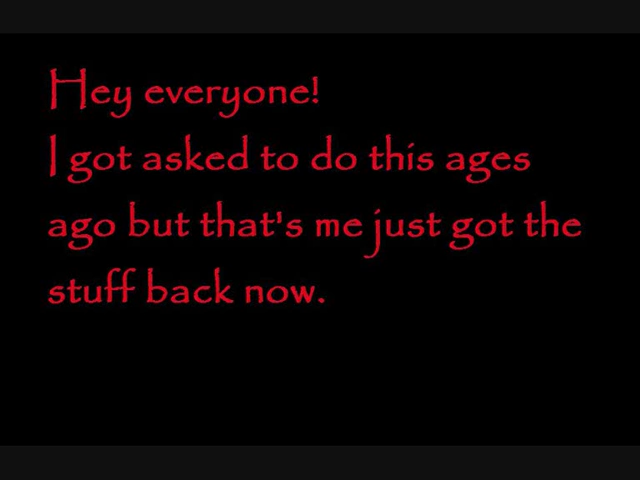 Hey everyone!
I got asked to do this ages
ago but that's me just got the
stuff back now.